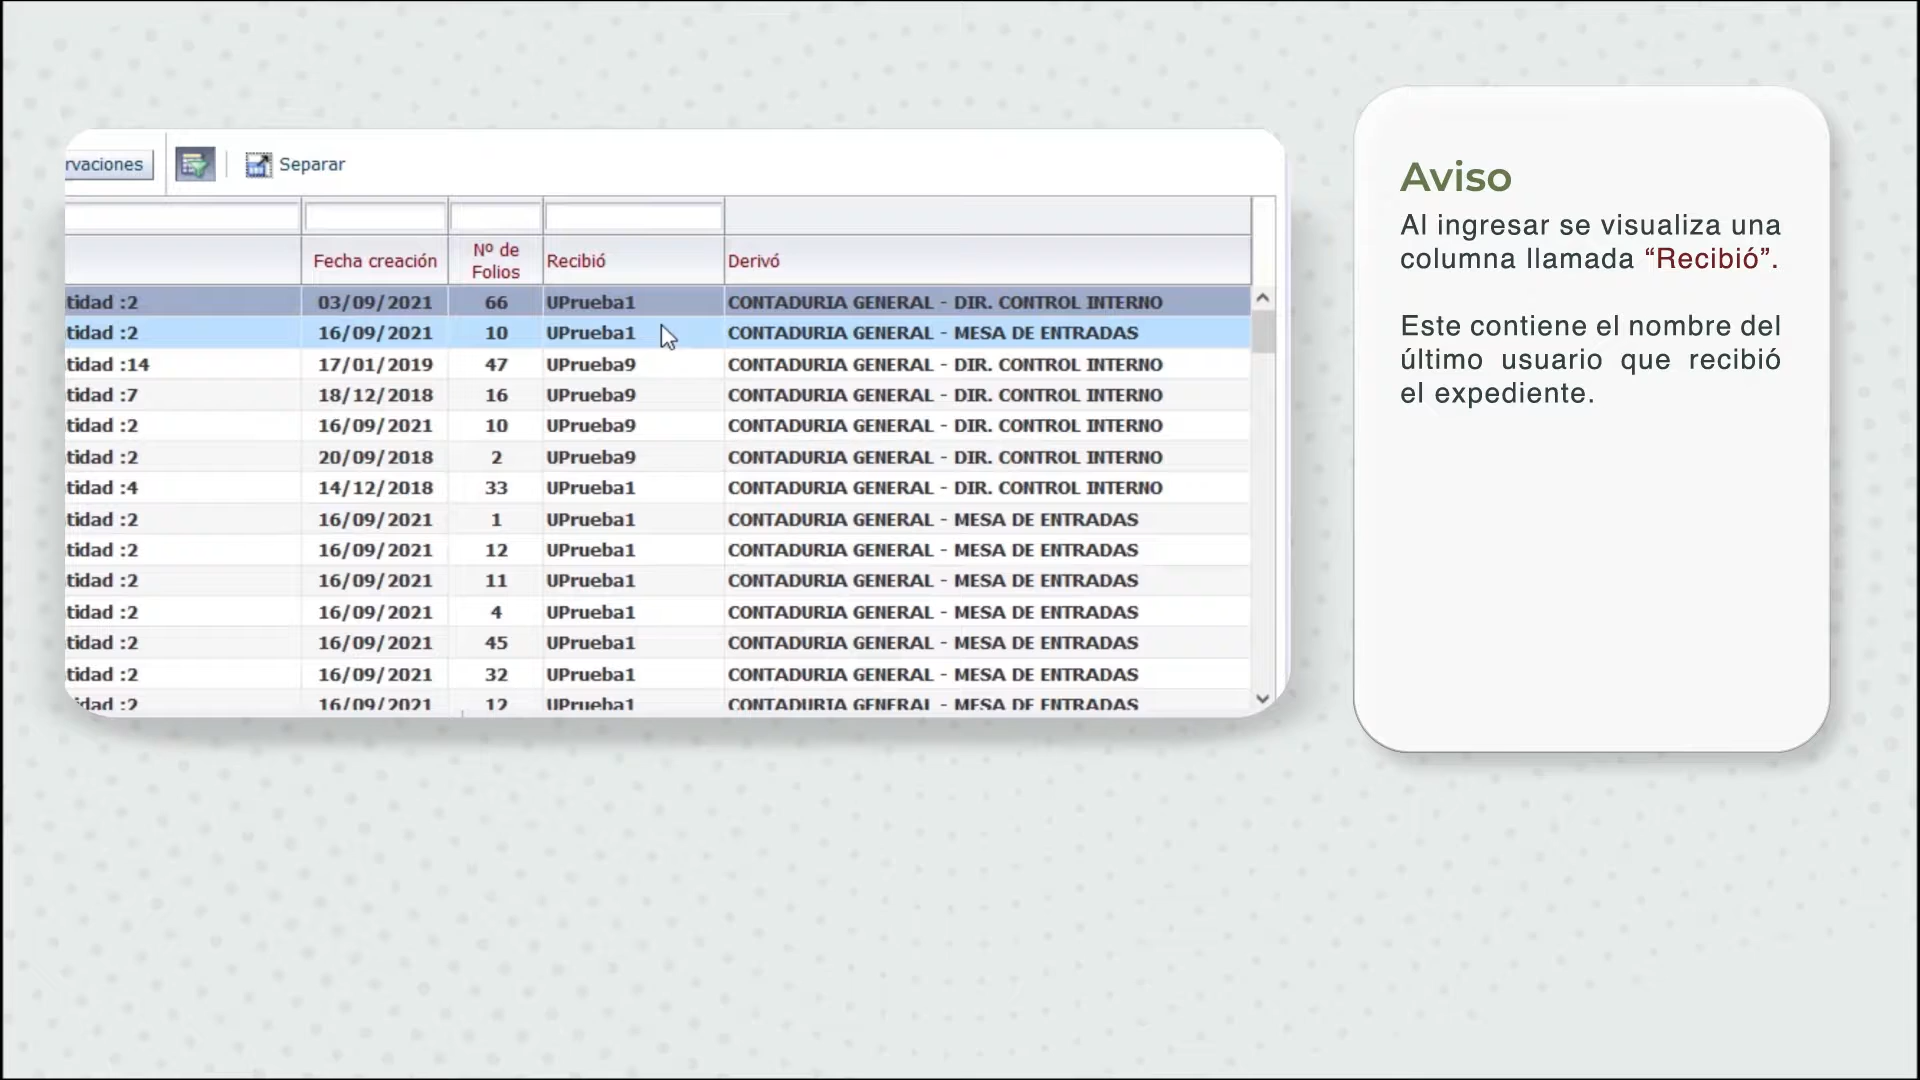 rvaciones Separar
Fecha creación Nº de Folios Recibió Derivó
tidad :2 03/09/2021 66 UPrueba1 CONTADURIA GENERAL - DIR. CONTROL INTERNO
tidad :2 16/09/2021 10 UPrueba1 CONTADURIA GENERAL - MESA DE ENTRADAS
tidad :14 17/01/2019 47 UPrueba9 CONTADURIA GENERAL - DIR. CONTROL INTERNO
tidad :7 18/12/2018 16 UPrueba9 CONTADURIA GENERAL - DIR. CONTROL INTERNO
tidad :2 16/09/2021 10 UPrueba9 CONTADURIA GENERAL - DIR. CONTROL INTERNO
tidad :2 20/09/2018 2 UPrueba9 CONTADURIA GENERAL - DIR. CONTROL INTERNO
tidad :4 14/12/2018 33 UPrueba1 CONTADURIA GENERAL - DIR. CONTROL INTERNO
tidad :2 16/09/2021 1 UPrueba1 CONTADURIA GENERAL - MESA DE ENTRADAS
tidad :2 16/09/2021 12 UPrueba1 CONTADURIA GENERAL - MESA DE ENTRADAS
tidad :2 16/09/2021 11 UPrueba1 CONTADURIA GENERAL - MESA DE ENTRADAS
tidad :2 16/09/2021 4 UPrueba1 CONTADURIA GENERAL - MESA DE ENTRADAS
tidad :2 16/09/2021 45 UPrueba1 CONTADURIA GENERAL - MESA DE ENTRADAS
tidad :2 16/09/2021 32 UPrueba1 CONTADURIA GENERAL - MESA DE ENTRADAS
idad :2 16/09/2021 12 UPrueba1 CONTADURIA GENERAL - MESA DE ENTRADAS
Aviso
Al ingresar se visualiza una
columna llamada “Recibió”.
Este contiene el nombre del
último usuario que recibió
el expediente.